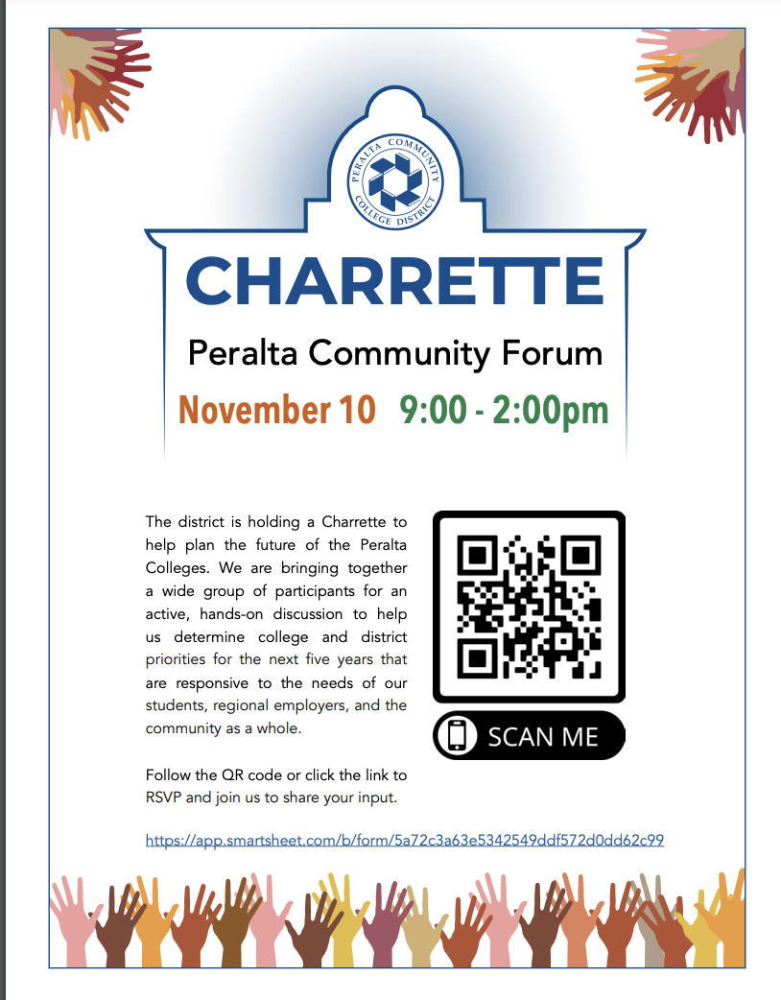 PERALTA COMMUNITY
COLLEGE DISTRICT
CHARRETTE
Peralta Community Forum
November 10 9:00 - 2:00pm
The district is holding a Charrette to
help plan the future of the Peralta
Colleges. We are bringing together
a wide group of participants for an
active, hands-on discussion to help
us determine college and district
priorities for the next five years that
are responsive to the needs of our
students, regional employers, and the
community as a whole.
Follow the QR code or click the link to
RSVP and join us to share your input.
SCAN ME
https://app.smartsheet.com/b/form/5a72c3a63e5342549ddf572d0dd62c99